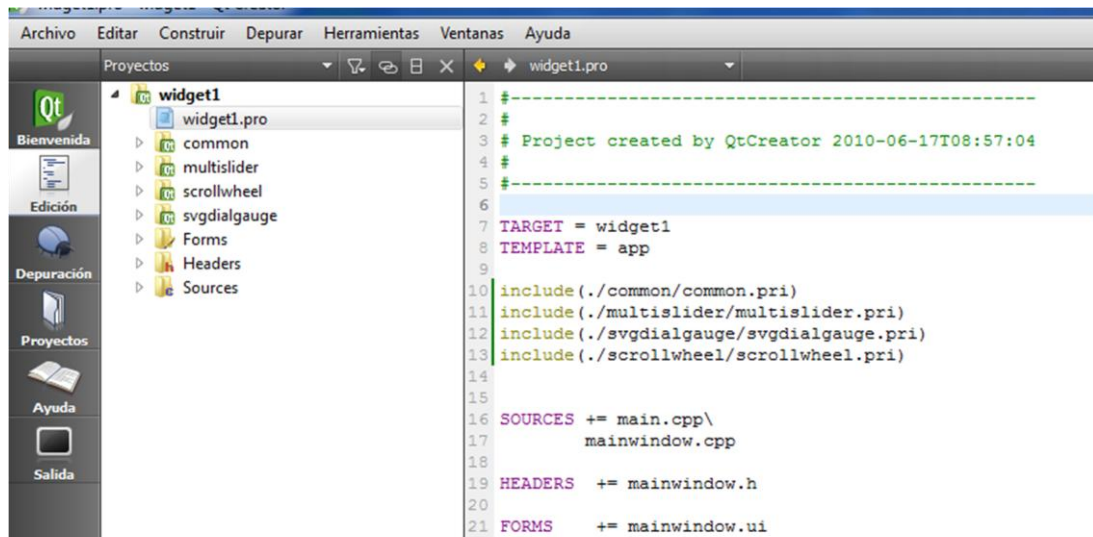 Archivo Editar Construir Depurar Herramientas Ventanas Ayuda
Proyectos
widget1.pro
Qt
Bienvenida
Edición
Depuración
Proyectos
Ayuda
Salida
widget1
widget1.pro
common
multislider
scrollwheel
svgdialgauge
Forms
Headers
Sources
1 #--------------------------------------------------
2 #
3 # Project created by QtCreator 2010-06-17T08:57:04
4 #
5 #--------------------------------------------------
6
7 TARGET = widget1
8 TEMPLATE = app
9
10 include(./common/common.pri)
11 include(./multislider/multislider.pri)
12 include(./svgdialgauge/svgdialgauge.pri)
13 include(./scrollwheel/scrollwheel.pri)
14
15
16 SOURCES += main.cpp\
17 mainwindow.cpp
18
19 HEADERS += mainwindow.h
20
21 FORMS += mainwindow.ui